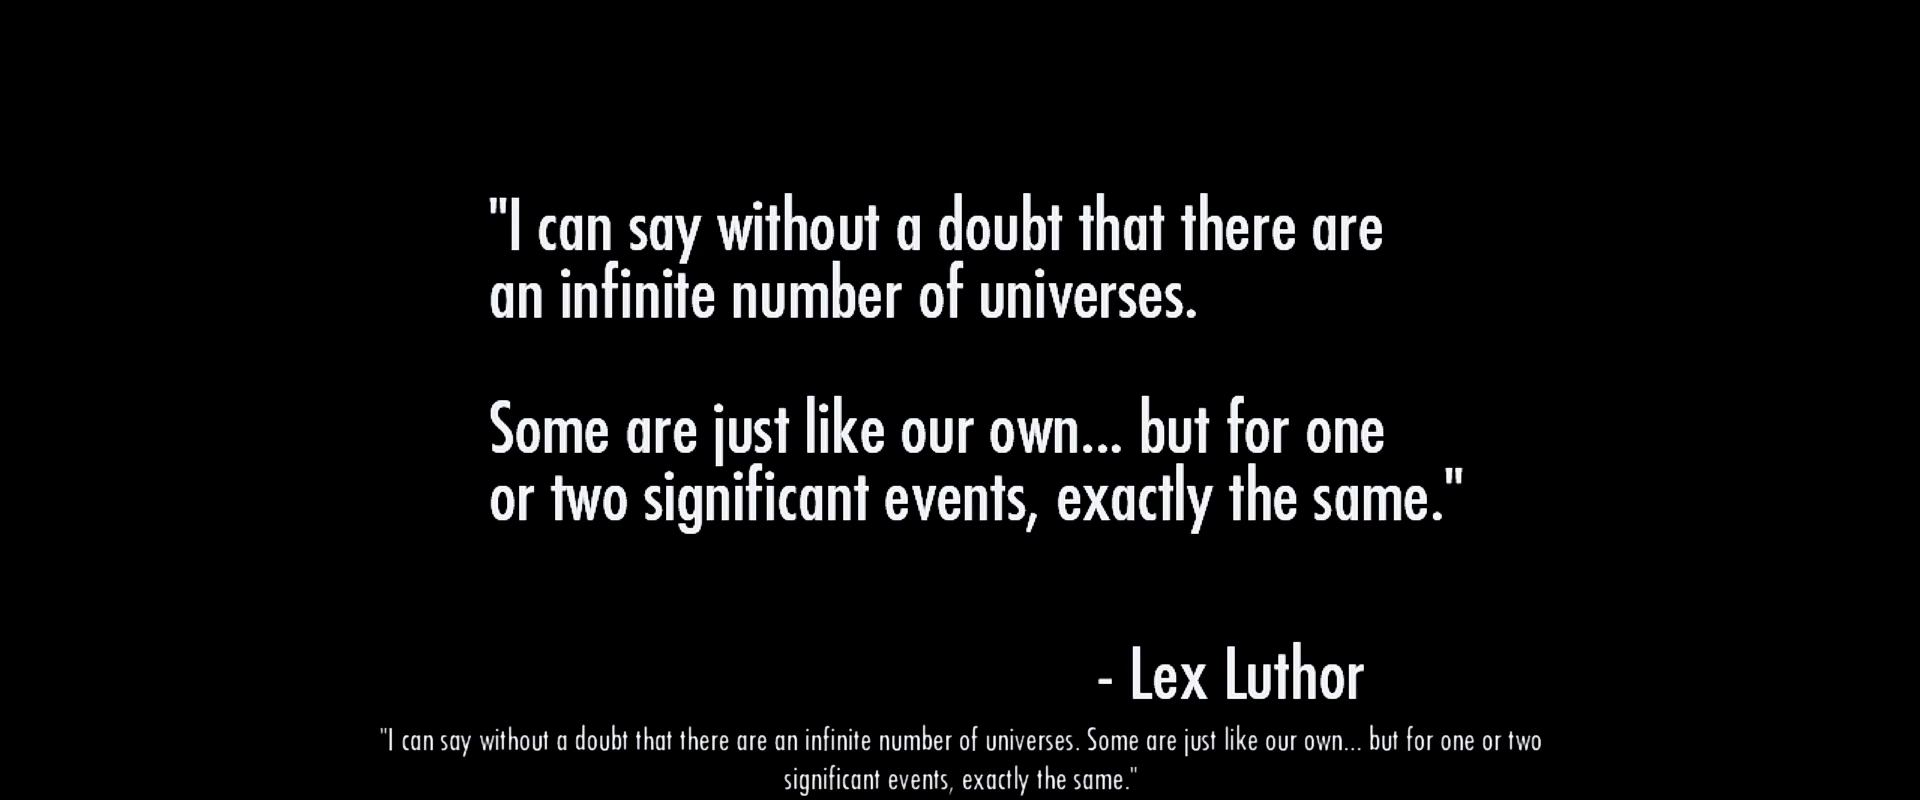 "I can say without a doubt that there are
an infinite number of universes.
Some are just like our own... but for one
or two significant events, exactly the same."
- Lex Luthor
"I can say without a doubt that there are an infinite number of universes. Some are just like our own... but for one or two
significant events, exactly the same."